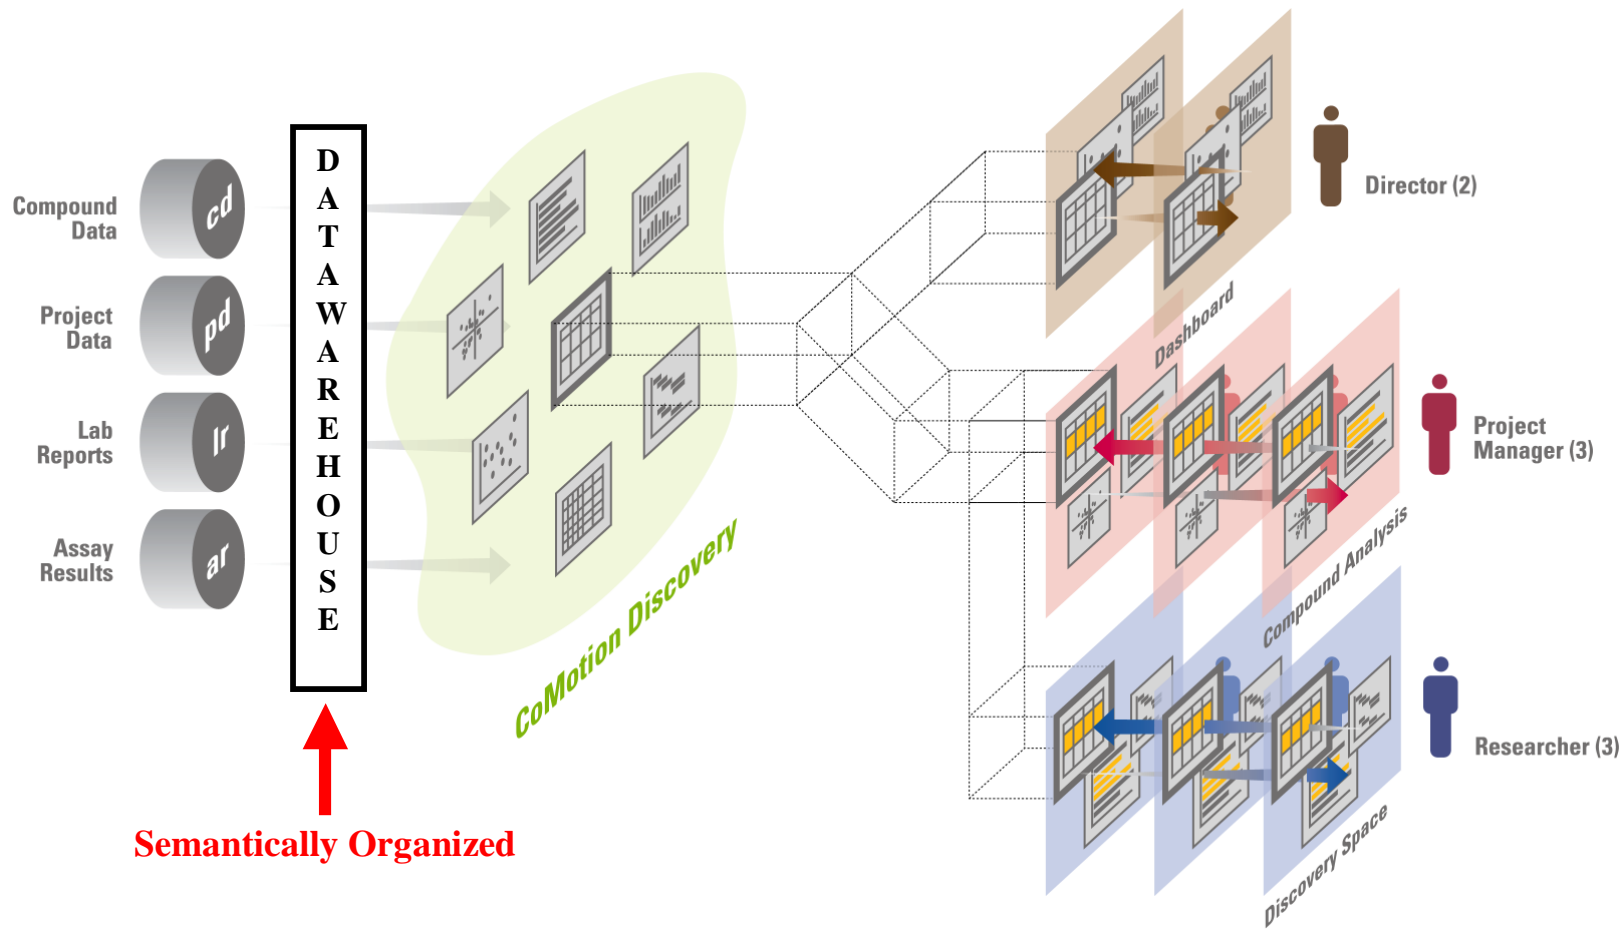 Compound
Data
cd
Project
Data
pd
Lab
Reports
lr
Assay
Results
ar
D
A
T
A
W
A
R
E
H
O
U
S
E
Semantically Organized
CoMotion Discovery
Director (2)
Dashboard
Project
Manager (3)
Compound Analysis
Researcher (3)
Discovery Space